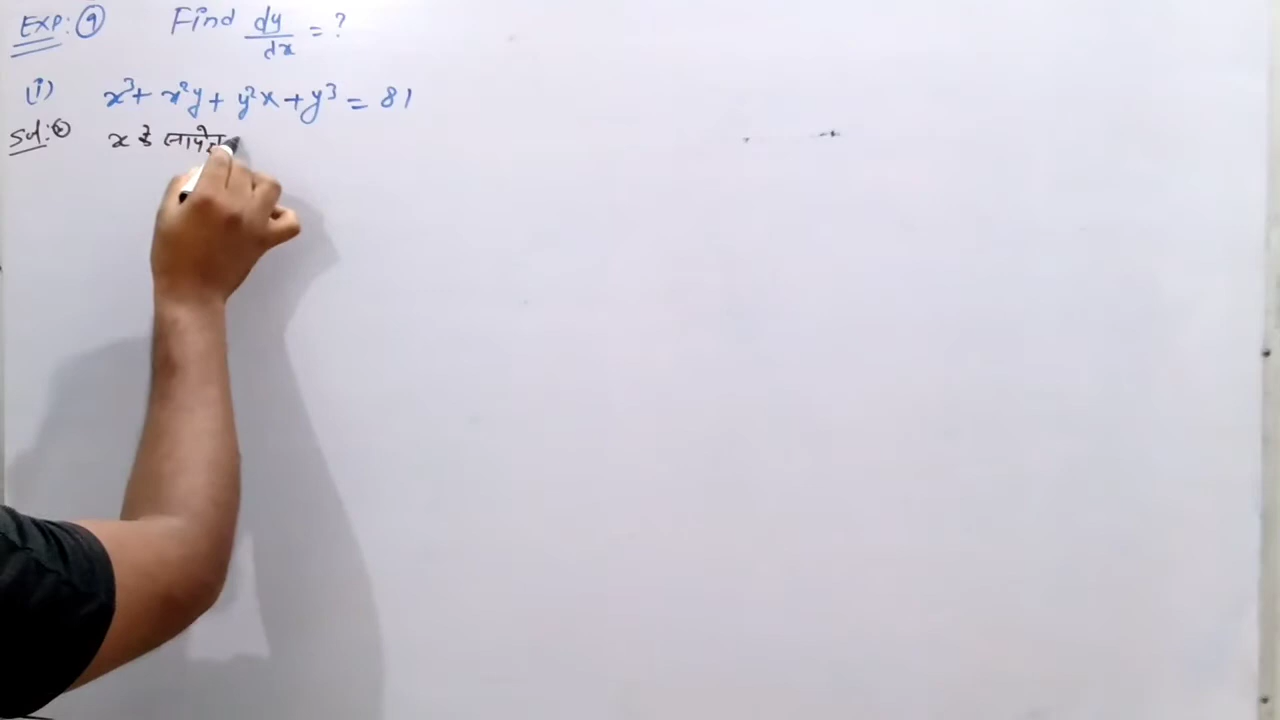 EXP: 9 Find dy/dx = ?
(i) x³ + x²y + y²x + y³ = 81
Sol: x के सापेक्ष